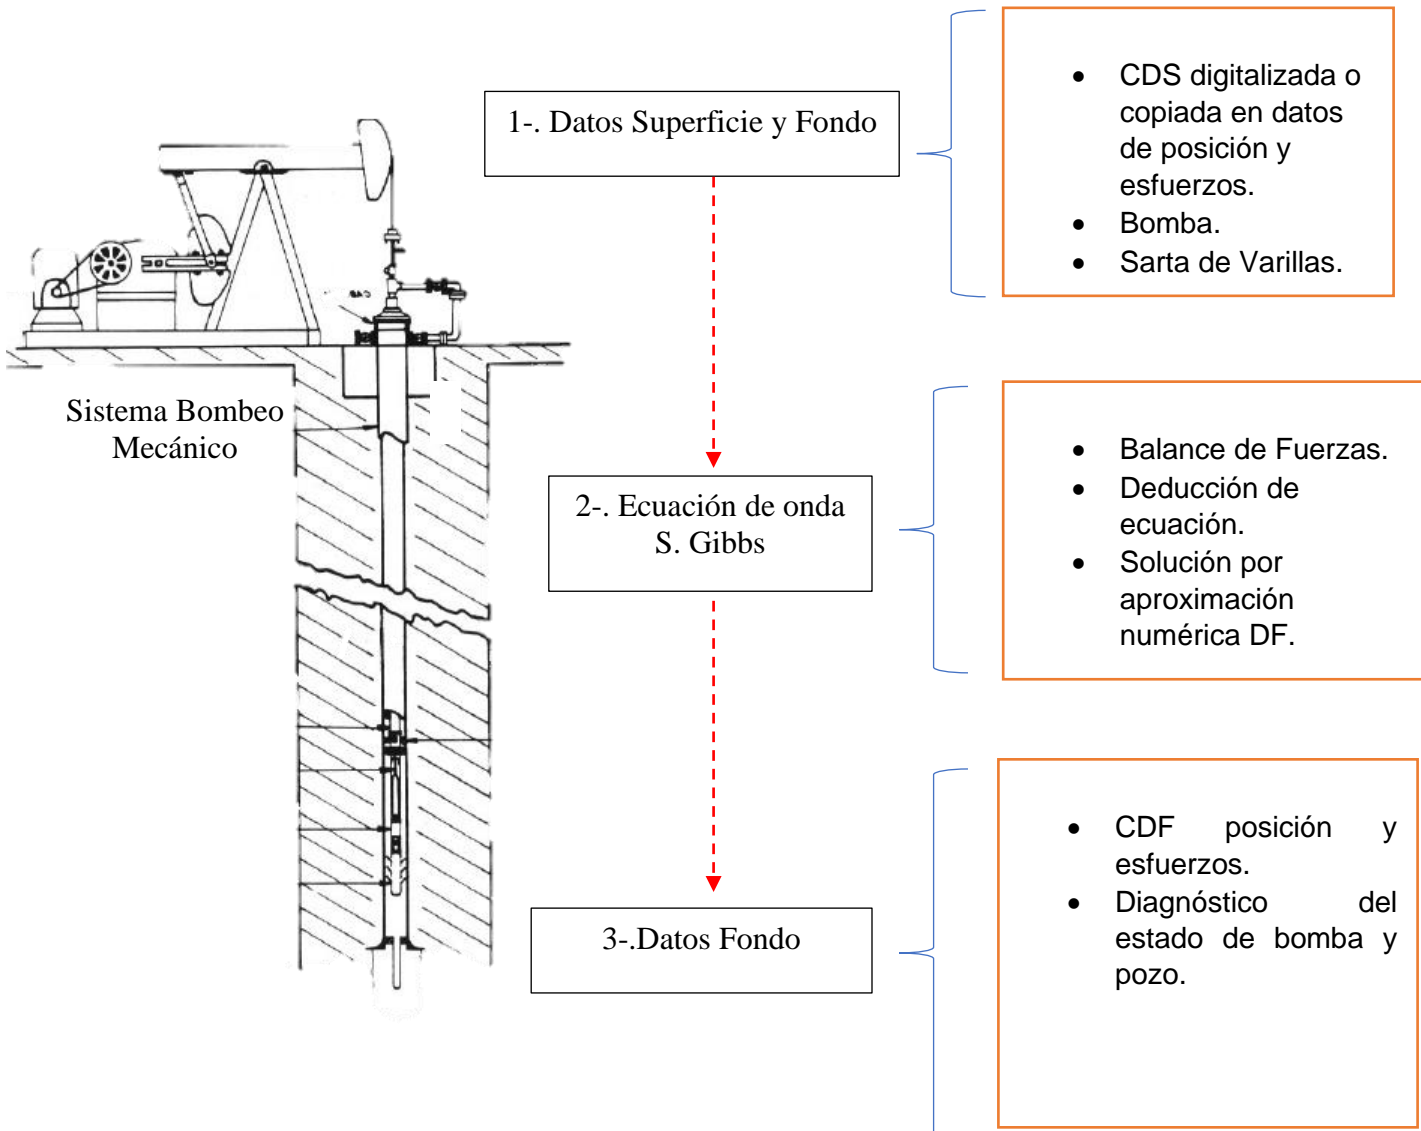 1-. Datos Superficie y Fondo
• CDS digitalizada o
copiada en datos
de posición y
esfuerzos.
• Bomba.
• Sarta de Varillas.
Sistema Bombeo
Mecánico
2-. Ecuación de onda
S. Gibbs
• Balance de Fuerzas.
• Deducción de
ecuación.
• Solución por
aproximación
numérica DF.
3-.Datos Fondo
• CDF posición y
esfuerzos.
• Diagnóstico del
estado de bomba y
pozo.